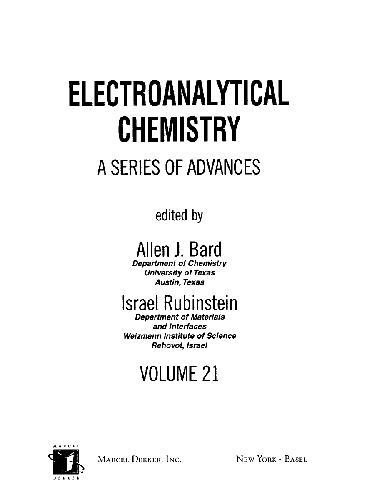 ELECTROANALYTICAL
CHEMISTRY
A SERIES OF ADVANCES
edited by
Allen J. Bard
Department of Chemistry
University of Texas
Austin, Texas
Israel Rubinstein
Department of Materials
and Interfaces
Weizmann Institute of Science
Rehovot, Israel
VOLUME 21
MARCEL
DEKKER
MARCEL DEKKER, INC.
NEW YORK • BASEL